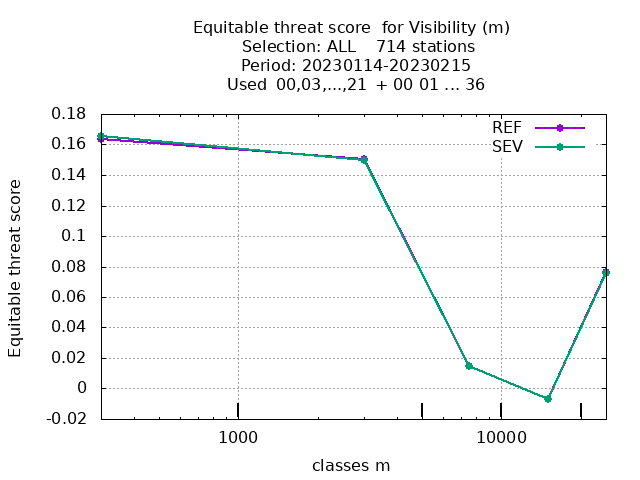 Equitable threat score  for Visibility (m)
Selection: ALL    714 stations
Period: 20230114-20230215
Used  00,03,...,21  + 00 01 ... 36
REF
SEV
0.18
0.16
0.14
0.12
0.1
0.08
0.06
0.04
0.02
0
-0.02
Equitable threat score
1000
10000
classes m